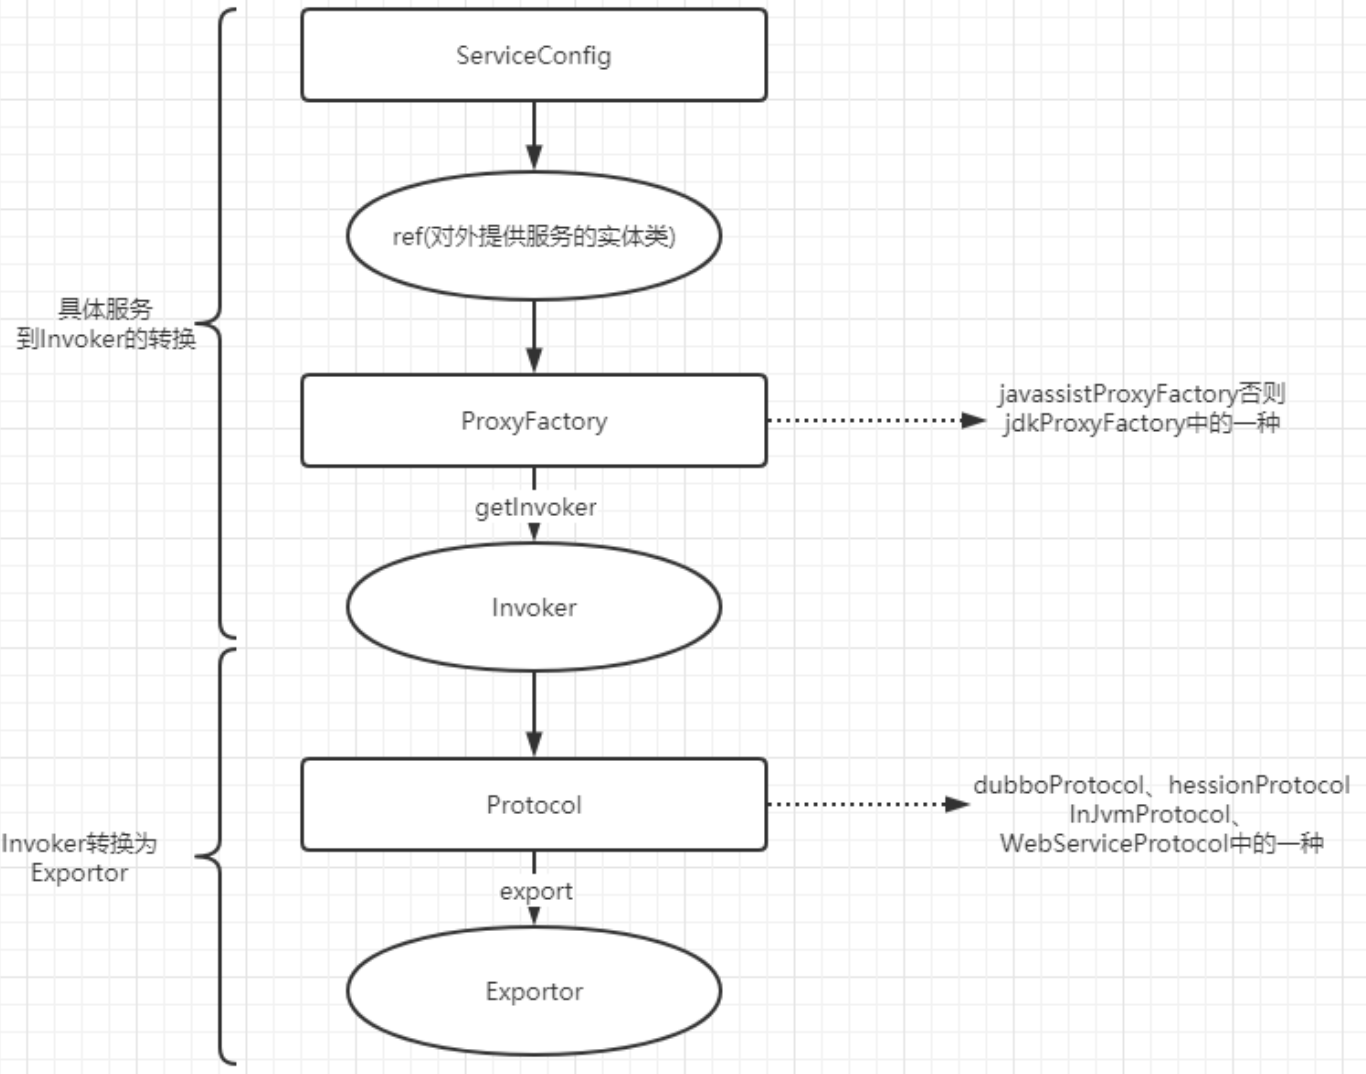 ServiceConfig
ref(对外提供服务的实体类)
具体服务
到Invoker的转换
ProxyFactory
javassistProxyFactory否则
jdkProxyFactory中的一种
getInvoker
Invoker
Protocol
dubboProtocol、hessionProtocol
InJvmProtocol、
WebServiceProtocol中的一种
Invoker转换为
Exportor
export
Exportor